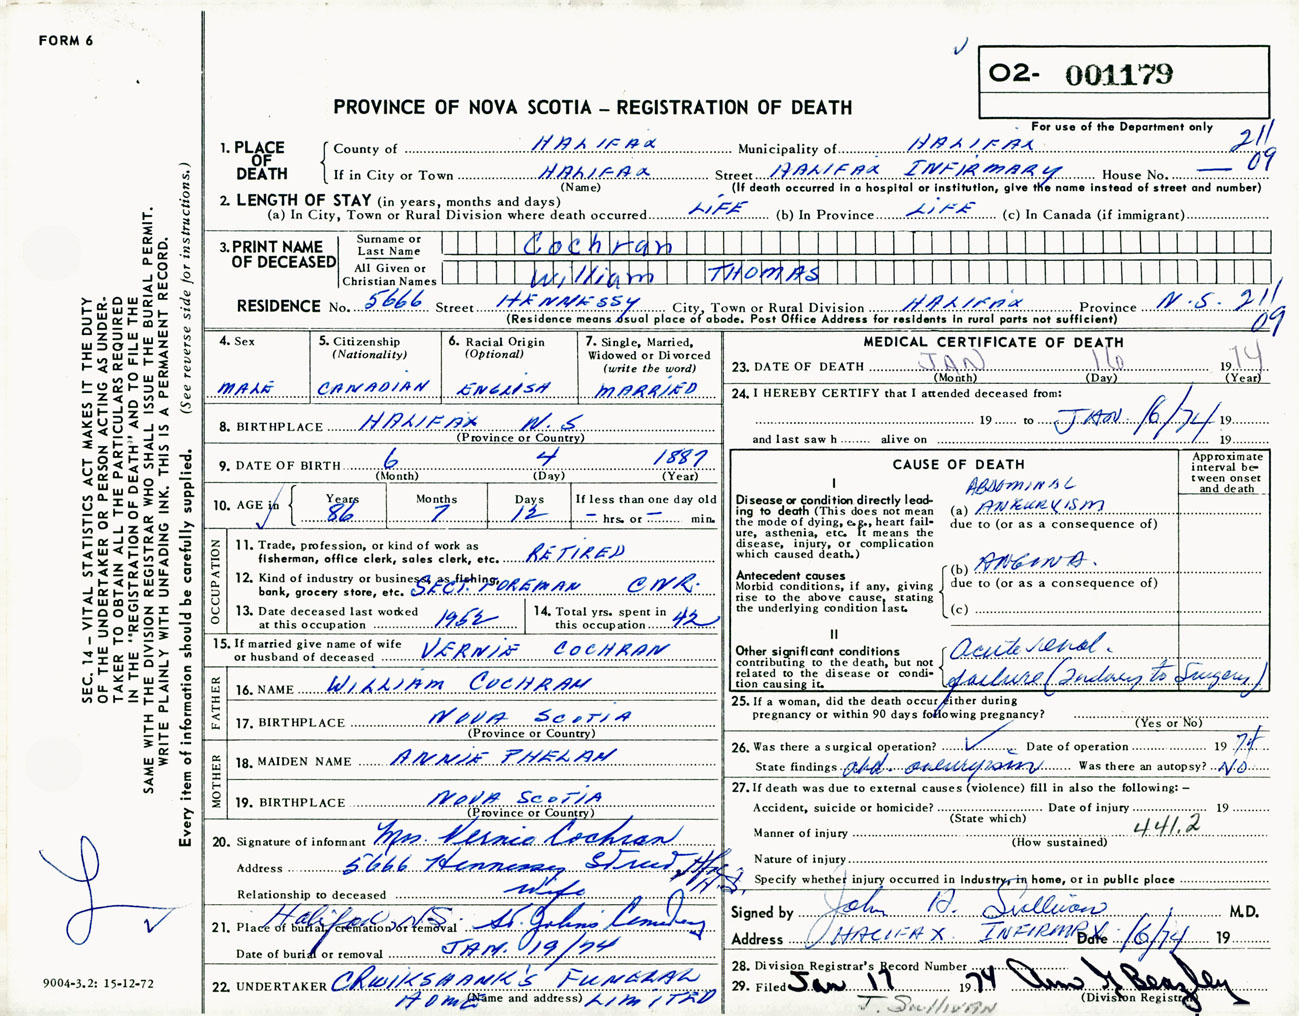 FORM 6
O2- 001179
PROVINCE OF NOVA SCOTIA – REGISTRATION OF DEATH
For use of the Department only
211
09
1. PLACE OF DEATH
County of HALIFAX Municipality of HALIFAX
If in City or Town HALIFAX Street HALIFAX INFIRMARY House No. —
(Name) (If death occurred in a hospital or institution, give the name instead of street and number)
2. LENGTH OF STAY (in years, months and days)
(a) In City, Town or Rural Division where death occurred LIFE (b) In Province LIFE (c) In Canada (if immigrant)
3. PRINT NAME OF DECEASED
Surname or Last Name Cochran
All Given or Christian Names William THOMAS
RESIDENCE No. 5666 Street HENNESSY City, Town or Rural Division HALIFAX Province N.S. 211
09
(Residence means usual place of abode. Post Office Address for residents in rural parts not sufficient)
4. Sex
MALE
5. Citizenship
(Nationality)
CANADIAN
6. Racial Origin
(Optional)
ENGLISH
7. Single, Married,
Widowed or Divorced
(write the word)
MARRIED
8. BIRTHPLACE HALIFAX N.S
(Province or Country)
9. DATE OF BIRTH 6 4 1887
(Month) (Day) (Year)
10. AGE in
Years Months Days If less than one day old
86 7 12 – hrs. or – min.
OCCUPATION
11. Trade, profession, or kind of work as
fisherman, office clerk, sales clerk, etc. RETIRED
12. Kind of industry or business, as fishing,
bank, grocery store, etc. SECT. FOREMAN CNR.
13. Date deceased last worked
at this occupation 1952
14. Total yrs. spent in
this occupation 42
15. If married give name of wife
or husband of deceased VERNIE COCHRAN
FATHER
16. NAME WILLIAM COCHRAN
17. BIRTHPLACE NOVA SCOTIA
(Province or Country)
MOTHER
18. MAIDEN NAME ANNIE PHELAN
19. BIRTHPLACE NOVA SCOTIA
(Province or Country)
20. Signature of informant Mrs. Vernie Cochran
Address 5666 Hennessy Street Hfx
N.S.
Relationship to deceased wife
21. Place of burial, cremation or removal Halifax N.S. St. John's Cemetery
Date of burial or removal JAN. 19/74
22. UNDERTAKER CRUIKSHANK'S FUNERAL
HOME LIMITED
(Name and address)
MEDICAL CERTIFICATE OF DEATH
23. DATE OF DEATH JAN 16 1974
(Month) (Day) (Year)
24. I HEREBY CERTIFY that I attended deceased from:
19 to JAN 16/74 19
and last saw h alive on 19
CAUSE OF DEATH
Approximate interval between onset and death
I
Disease or condition directly leading to death (This does not mean the mode of dying, e.g., heart failure, asthenia, etc. It means the disease, injury, or complication which caused death.)
ABDOMINAL
(a) ANEURYISM
due to (or as a consequence of)
Antecedent causes
Morbid conditions, if any, giving rise to the above cause, stating the underlying condition last.
(b) ANGINA.
due to (or as a consequence of)
(c)
II
Other significant conditions
contributing to the death, but not related to the disease or condition causing it.
Acute renal.
failure ( to Surgery)
25. If a woman, did the death occur either during
pregnancy or within 90 days following pregnancy?
(Yes or No)
26. Was there a surgical operation? ✓ Date of operation 1974
State findings abd. aneurysim Was there an autopsy? NO
27. If death was due to external causes (violence) fill in also the following: –
Accident, suicide or homicide? Date of injury 19
(State which)
Manner of injury 441.2
(How sustained)
Nature of injury
Specify whether injury occurred in Industry, in home, or in public place
Signed by John A. Sullivan M.D.
Address HALIFAX INFIRMARY Date 16/74 19
28. Division Registrar's Record Number
29. Filed Jan 17 1974 Beazley
(Division Registrar)
J. SULLIVAN
SEC. 14 – VITAL STATISTICS ACT MAKES IT THE DUTY
OF THE UNDERTAKER OR PERSON ACTING AS UNDER-
TAKER TO OBTAIN ALL THE PARTICULARS REQUIRED
IN THE "REGISTRATION OF DEATH" AND TO FILE THE
SAME WITH THE DIVISION REGISTRAR WHO SHALL ISSUE THE BURIAL PERMIT.
WRITE PLAINLY WITH UNFADING INK. THIS IS A PERMANENT RECORD.
Every item of information should be carefully supplied. (See reverse side for instructions.)
9004-3.2: 15-12-72